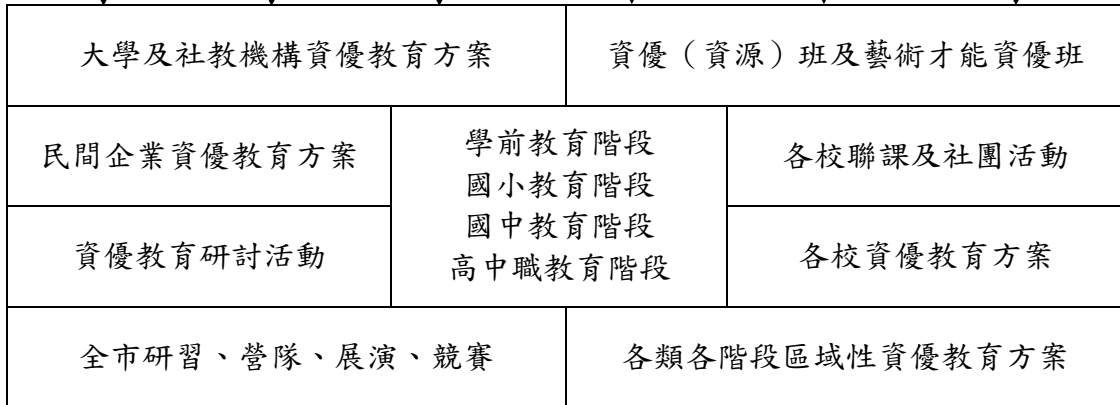 大學及社教機構資優教育方案
資優（資源）班及藝術才能資優班
民間企業資優教育方案
學前教育階段
國小教育階段
國中教育階段
高中職教育階段
各校聯課及社團活動
資優教育研討活動
各校資優教育方案
全市研習、營隊、展演、競賽
各類各階段區域性資優教育方案